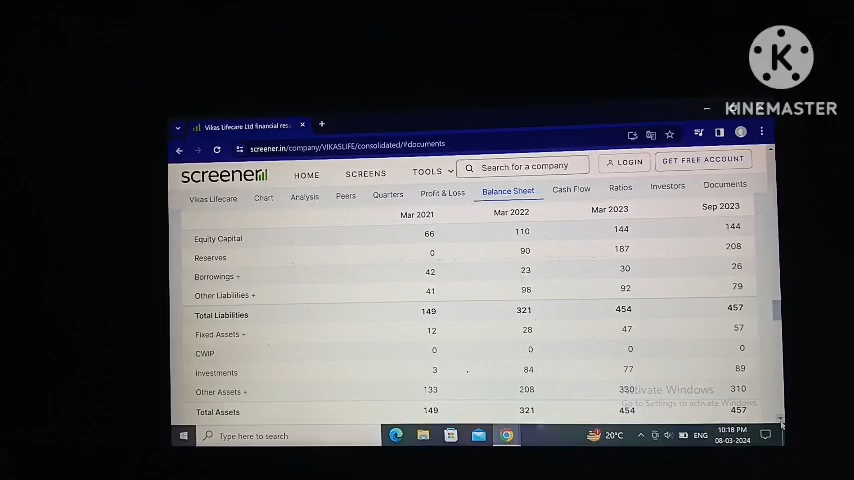 K
KINEMASTER
Vikas Lifecare Ltd financial resu
screener.in/company/VIKASLIFE/consolidated/#documents
screener HOME SCREENS TOOLS Search for a company LOGIN GET FREE ACCOUNT
Vikas Lifecare Chart Analysis Peers Quarters Profit & Loss Balance Sheet Cash Flow Ratios Investors Documents
Mar 2021 Mar 2022 Mar 2023 Sep 2023
Equity Capital 66 110 144 144
Reserves 0 90 187 208
Borrowings + 42 23 30 26
Other Liabilities + 41 98 92 79
Total Liabilities 149 321 454 457
Fixed Assets + 12 28 47 57
CWIP 0 0 0 0
Investments 3 84 77 89
Other Assets + 133 208 330 310
Activate Windows
Go to Settings to activate Windows.
Total Assets 149 321 454 457
Type here to search 20°C ENG 10:18 PM
08-03-2024